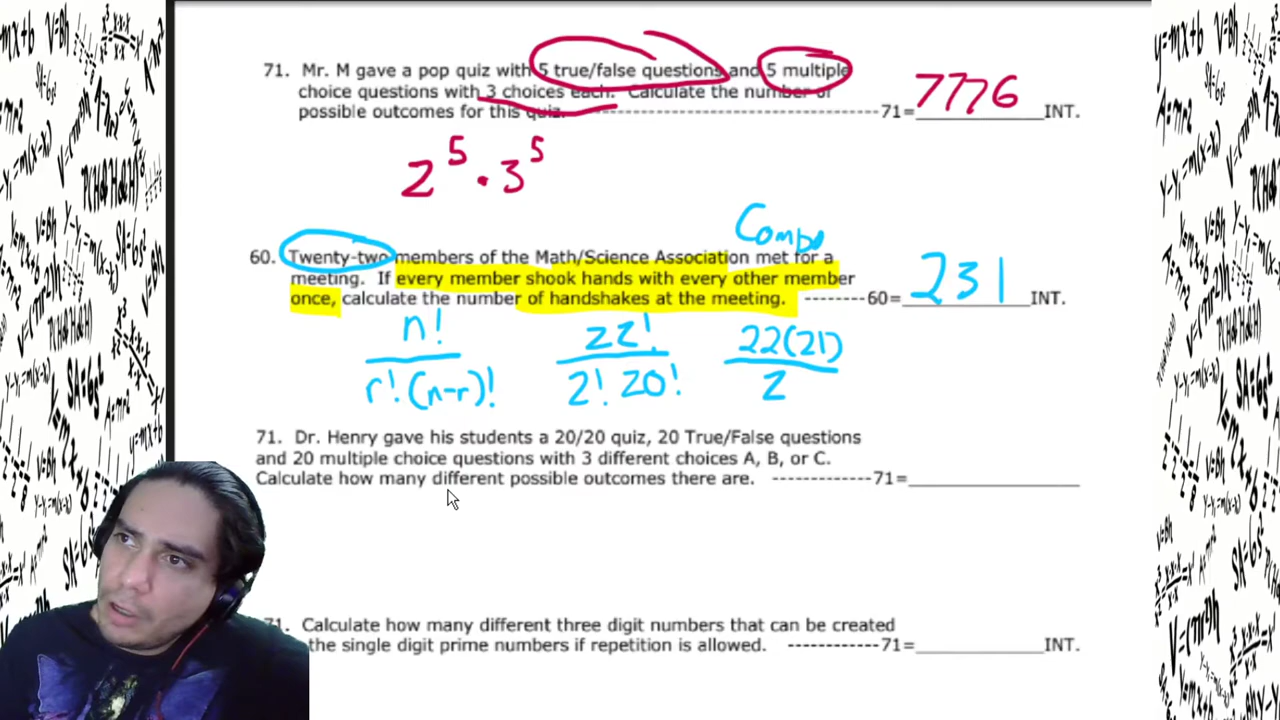 71. Mr. M gave a pop quiz with 5 true/false questions and 5 multiple
choice questions with 3 choices each. Calculate the number of
possible outcomes for this quiz. ------------------------------------71= 7776 INT.
2^5 · 3^5
Combo
60. Twenty-two members of the Math/Science Association met for a
meeting. If every member shook hands with every other member
once, calculate the number of handshakes at the meeting. --------60= 231 INT.
n! / r!(n-r)! 22! / 2! 20! 22(21) / 2
71. Dr. Henry gave his students a 20/20 quiz, 20 True/False questions
and 20 multiple choice questions with 3 different choices A, B, or C.
Calculate how many different possible outcomes there are. -------------71=
71. Calculate how many different three digit numbers that can be created
the single digit prime numbers if repetition is allowed. ------------71= INT.